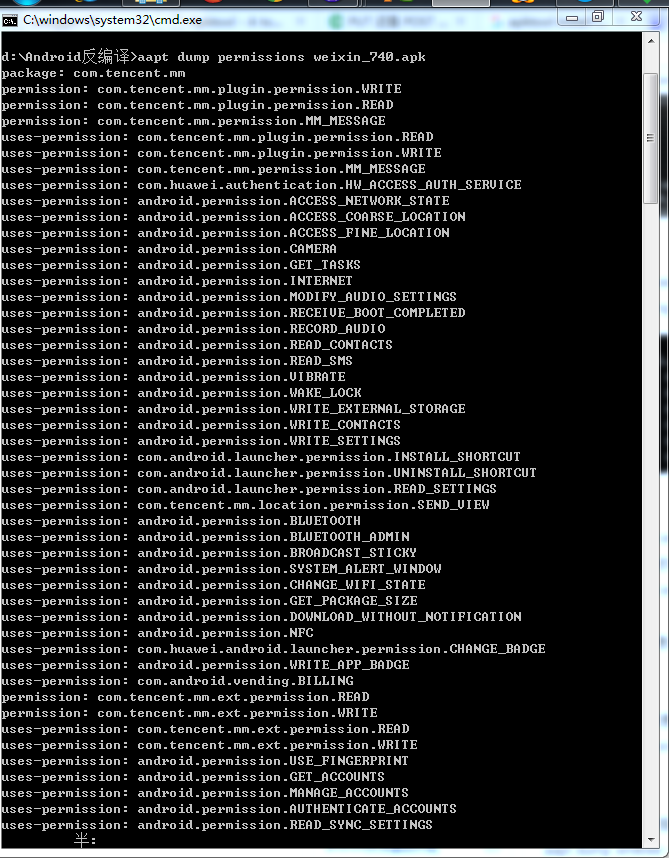 C:\windows\system32\cmd.exe
d:\Android反编译>aapt dump permissions weixin_740.apk
package: com.tencent.mm
permission: com.tencent.mm.plugin.permission.WRITE
permission: com.tencent.mm.plugin.permission.READ
permission: com.tencent.mm.permission.MM_MESSAGE
uses-permission: com.tencent.mm.plugin.permission.READ
uses-permission: com.tencent.mm.plugin.permission.WRITE
uses-permission: com.tencent.mm.permission.MM_MESSAGE
uses-permission: com.huawei.authentication.HW_ACCESS_AUTH_SERVICE
uses-permission: android.permission.ACCESS_NETWORK_STATE
uses-permission: android.permission.ACCESS_COARSE_LOCATION
uses-permission: android.permission.ACCESS_FINE_LOCATION
uses-permission: android.permission.CAMERA
uses-permission: android.permission.GET_TASKS
uses-permission: android.permission.INTERNET
uses-permission: android.permission.MODIFY_AUDIO_SETTINGS
uses-permission: android.permission.RECEIVE_BOOT_COMPLETED
uses-permission: android.permission.RECORD_AUDIO
uses-permission: android.permission.READ_CONTACTS
uses-permission: android.permission.READ_SMS
uses-permission: android.permission.VIBRATE
uses-permission: android.permission.WAKE_LOCK
uses-permission: android.permission.WRITE_EXTERNAL_STORAGE
uses-permission: android.permission.WRITE_CONTACTS
uses-permission: android.permission.WRITE_SETTINGS
uses-permission: com.android.launcher.permission.INSTALL_SHORTCUT
uses-permission: com.android.launcher.permission.UNINSTALL_SHORTCUT
uses-permission: com.android.launcher.permission.READ_SETTINGS
uses-permission: com.tencent.mm.location.permission.SEND_VIEW
uses-permission: android.permission.BLUETOOTH
uses-permission: android.permission.BLUETOOTH_ADMIN
uses-permission: android.permission.BROADCAST_STICKY
uses-permission: android.permission.SYSTEM_ALERT_WINDOW
uses-permission: android.permission.CHANGE_WIFI_STATE
uses-permission: android.permission.GET_PACKAGE_SIZE
uses-permission: android.permission.DOWNLOAD_WITHOUT_NOTIFICATION
uses-permission: android.permission.NFC
uses-permission: com.huawei.android.launcher.permission.CHANGE_BADGE
uses-permission: android.permission.WRITE_APP_BADGE
uses-permission: com.android.vending.BILLING
permission: com.tencent.mm.ext.permission.READ
permission: com.tencent.mm.ext.permission.WRITE
uses-permission: com.tencent.mm.ext.permission.READ
uses-permission: com.tencent.mm.ext.permission.WRITE
uses-permission: android.permission.USE_FINGERPRINT
uses-permission: android.permission.GET_ACCOUNTS
uses-permission: android.permission.MANAGE_ACCOUNTS
uses-permission: android.permission.AUTHENTICATE_ACCOUNTS
uses-permission: android.permission.READ_SYNC_SETTINGS
半: